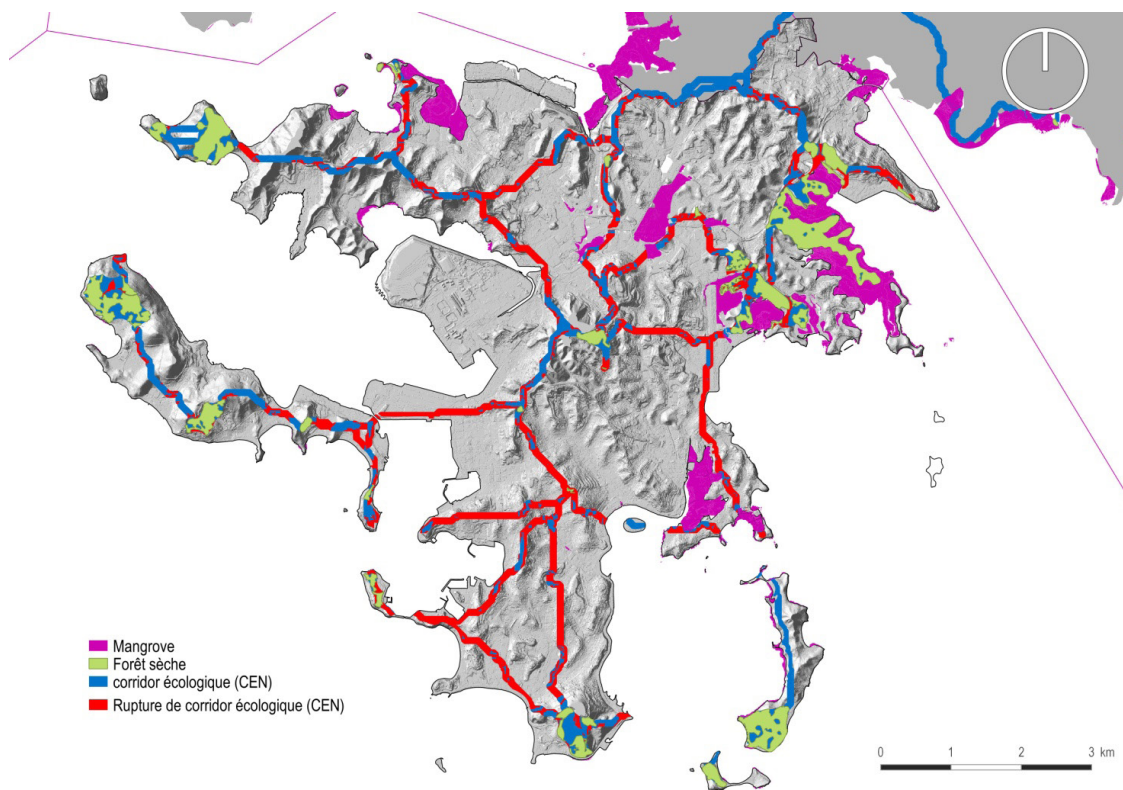 Mangrove
Forêt sèche
corridor écologique (CEN)
Rupture de corridor écologique (CEN)
0 1 2 3 km